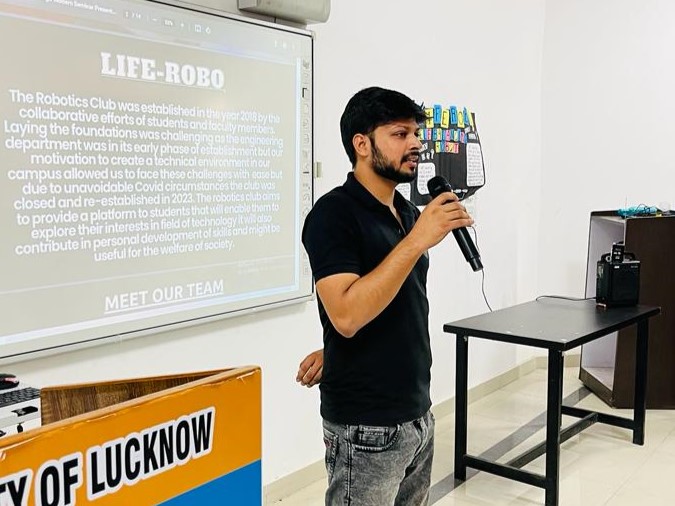 LIFE-ROBO
The Robotics Club was established in the year 2018 by the
collaborative efforts of students and faculty members.
Laying the foundations was challenging as the engineering
department was in its early phase of establishment but our
motivation to create a technical environment in our
campus allowed us to face these challenges with ease but
due to unavoidable Covid circumstances the club was
closed and re-established in 2023. The robotics club aims
to provide a platform to students that will enable them to
explore their interests in field of technology it will also
contribute in personal development of skills and might be
useful for the welfare of society.
MEET OUR TEAM
TY OF LUCKNOW